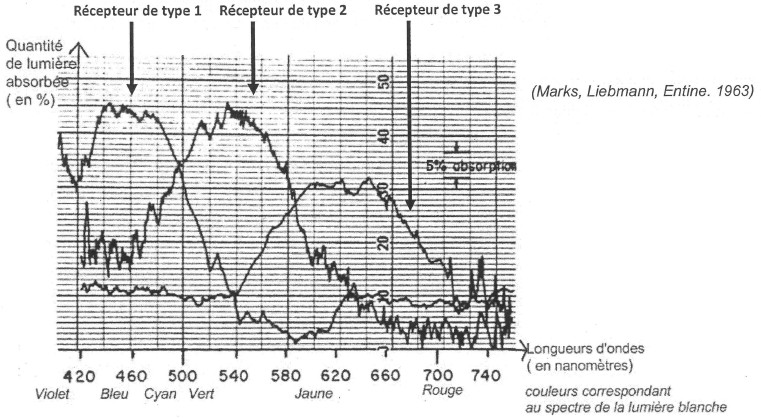 Récepteur de type 1 Récepteur de type 2 Récepteur de type 3
Quantité
de lumière
absorbée
( en %)
(Marks, Liebmann, Entine. 1963)
50
40
5% absorption
30
20
10
0
420 460 500 540 580 620 660 700 740
Longueurs d'ondes
( en nanomètres)
Violet Bleu Cyan Vert Jaune Rouge
couleurs correspondant
au spectre de la lumière blanche